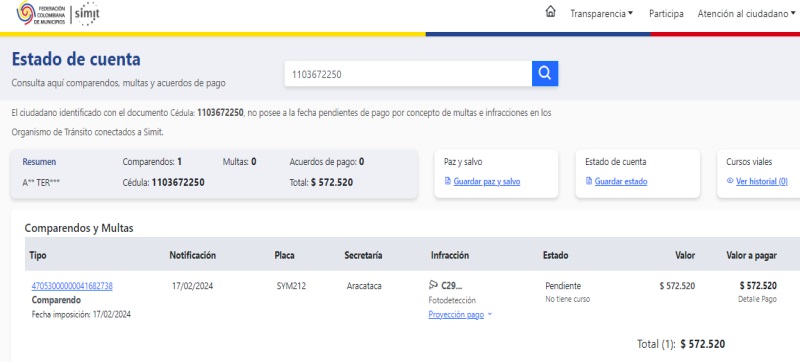 FEDERACIÓN
COLOMBIANA
DE MUNICIPIOS
simit
Transparencia
Participa
Atención al ciudadano
Estado de cuenta
Consulta aquí comparendos, multas y acuerdos de pago
1103672250
El ciudadano identificado con el documento Cédula: 1103672250, no posee a la fecha pendientes de pago por concepto de multas e infracciones en los
Organismo de Tránsito conectados a Simit.
Resumen Comparendos: 1 Multas: 0 Acuerdos de pago: 0
A** TER*** Cédula: 1103672250 Total: $ 572.520
Paz y salvo
Guardar paz y salvo
Estado de cuenta
Guardar estado
Cursos viales
Ver historial (0)
Comparendos y Multas
Tipo Notificación Placa Secretaría Infracción Estado Valor Valor a pagar
47053000000041682738 17/02/2024 SYM212 Aracataca C29... Pendiente $ 572.520 $ 572.520
Comparendo Fotodetección No tiene curso Detalle Pago
Fecha imposición: 17/02/2024 Proyección pago
Total (1): $ 572.520